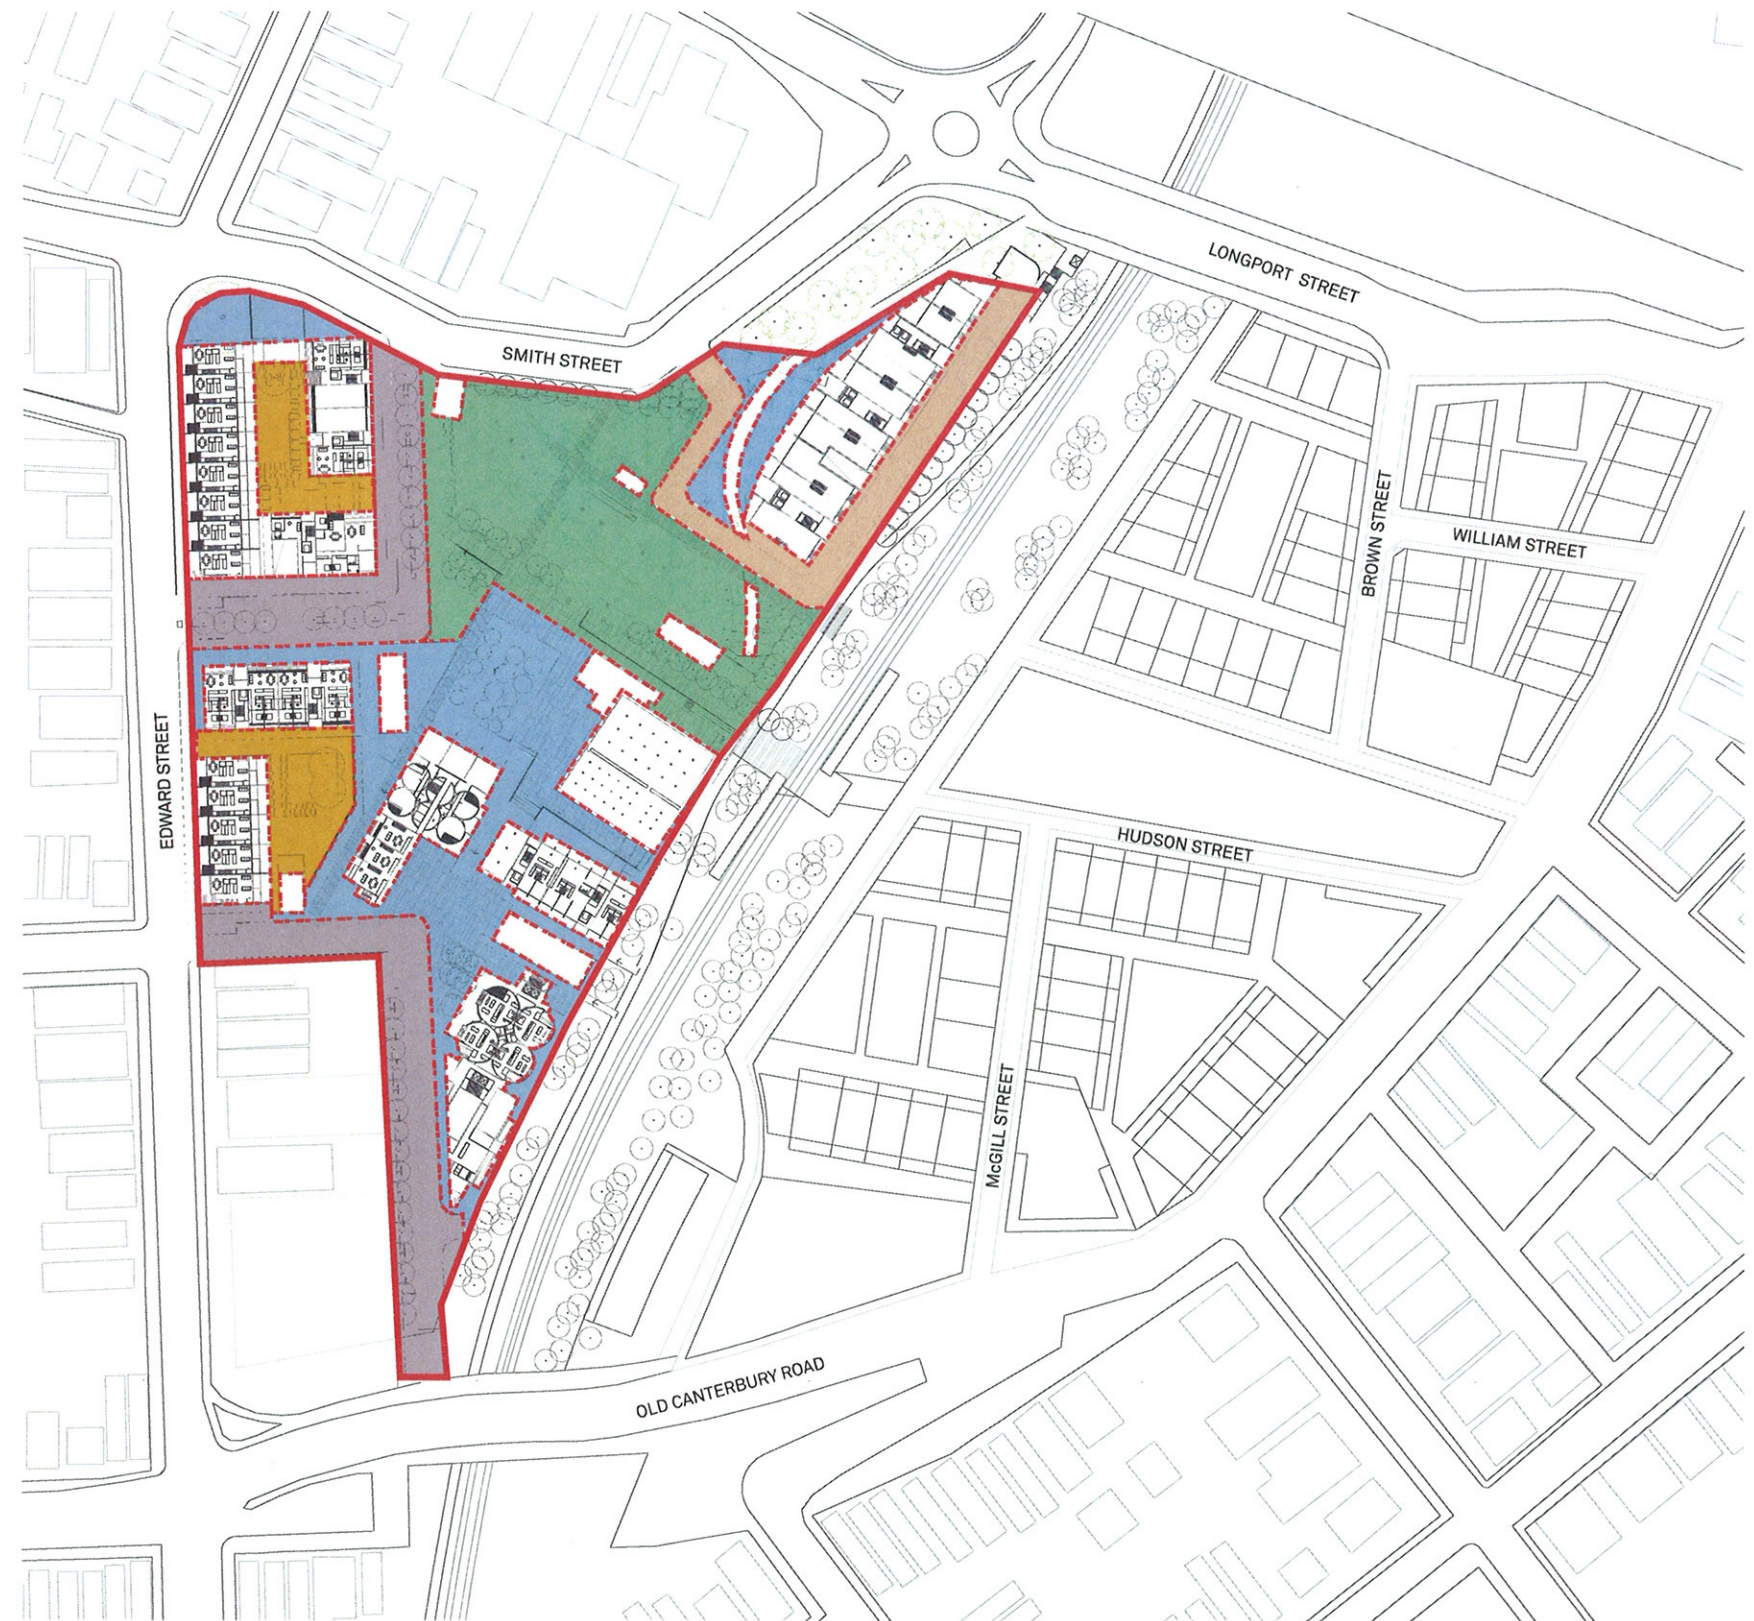 LONGPORT STREET
SMITH STREET
BROWN STREET
WILLIAM STREET
EDWARD STREET
HUDSON STREET
McGILL STREET
OLD CANTERBURY ROAD